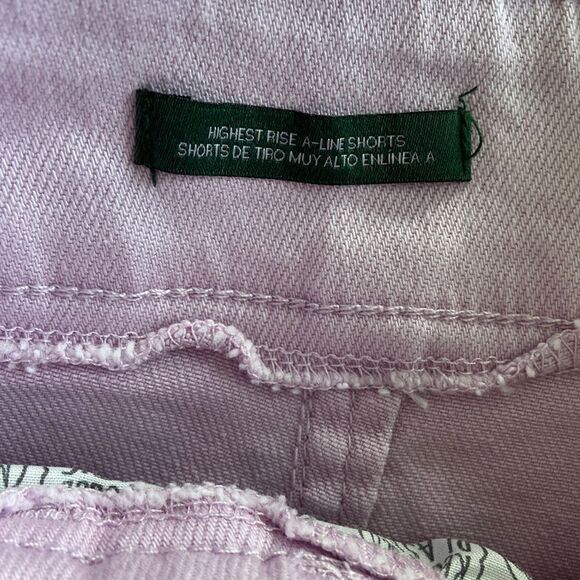 HIGHEST RISE A-LINE SHORTS
SHORTS DE TIRO MUY ALTO ENLINEA A